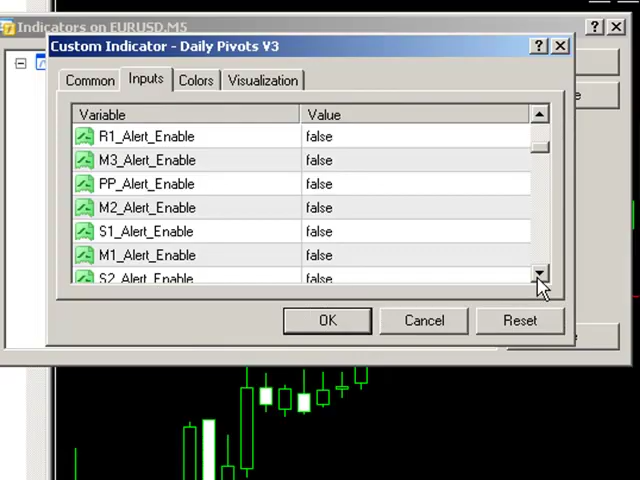 Indicators on EURUSD.M5
Custom Indicator - Daily Pivots V3
Common Inputs Colors Visualization
Variable Value
R1_Alert_Enable false
M3_Alert_Enable false
PP_Alert_Enable false
M2_Alert_Enable false
S1_Alert_Enable false
M1_Alert_Enable false
S2_Alert_Enable false
OK Cancel Reset